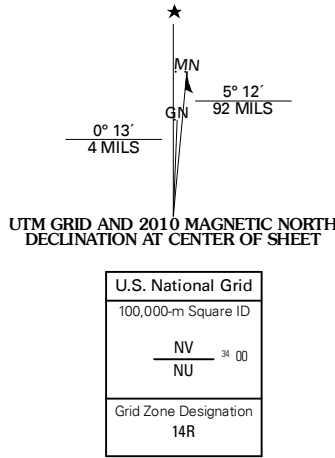 ★
MN
GN
5° 12´
92 MILS
0° 13´
4 MILS
UTM GRID AND 2010 MAGNETIC NORTH
DECLINATION AT CENTER OF SHEET
U.S. National Grid
100,000-m Square ID
NV
34 00
NU
Grid Zone Designation
14R